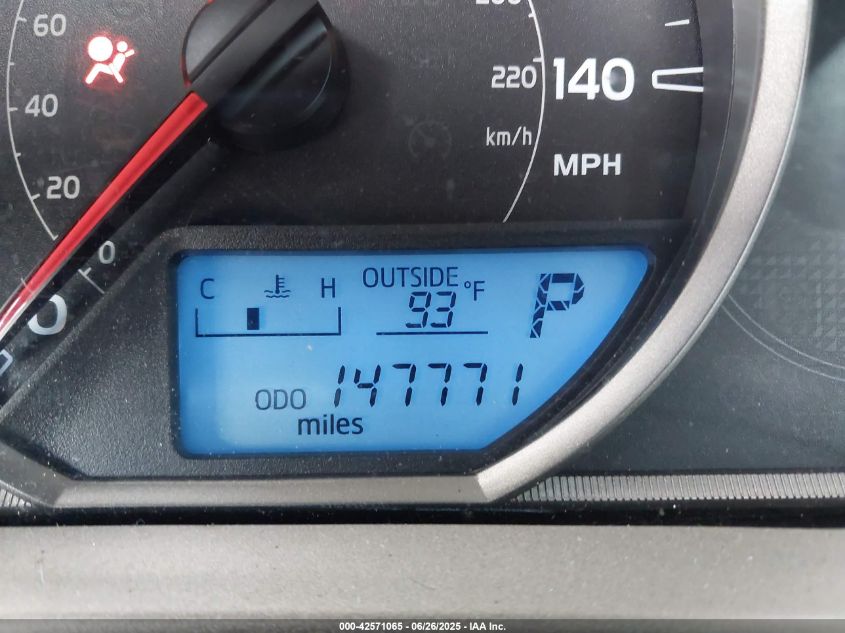 60
40
20
0
0
220
140
km/h
MPH
C H OUTSIDE 93 °F P
ODO 147771
miles
000-42571065 - 06/26/2025 - IAA Inc.